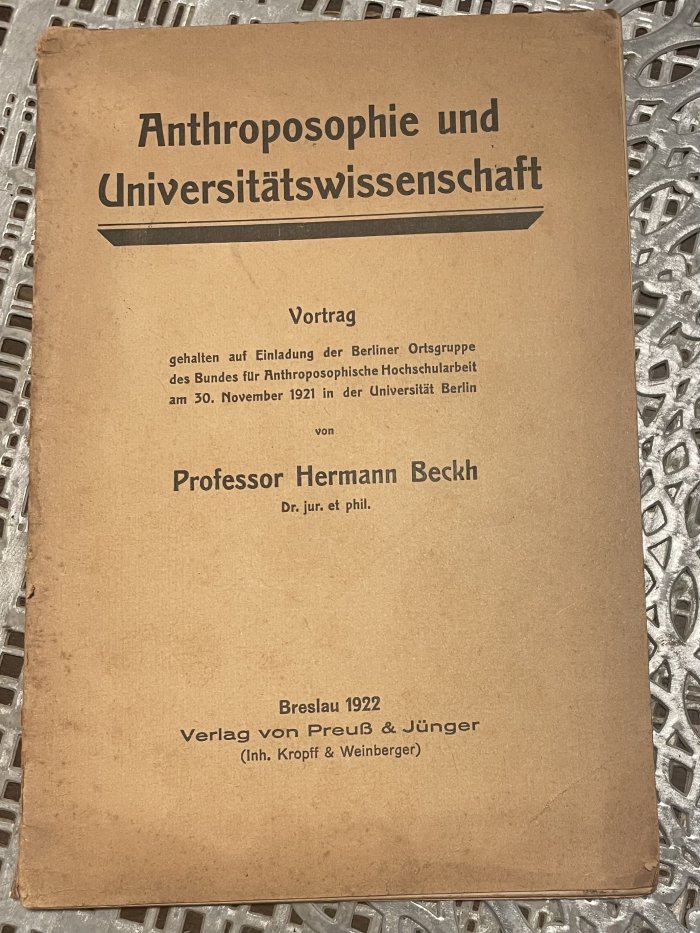 Anthroposophie und
Universitätswissenschaft
Vortrag
gehalten auf Einladung der Berliner Ortsgruppe
des Bundes für Anthroposophische Hochschularbeit
am 30. November 1921 in der Universität Berlin
von
Professor Hermann Beckh
Dr. jur. et phil.
Breslau 1922
Verlag von Preuß & Jünger
(Inh. Kropff & Weinberger)